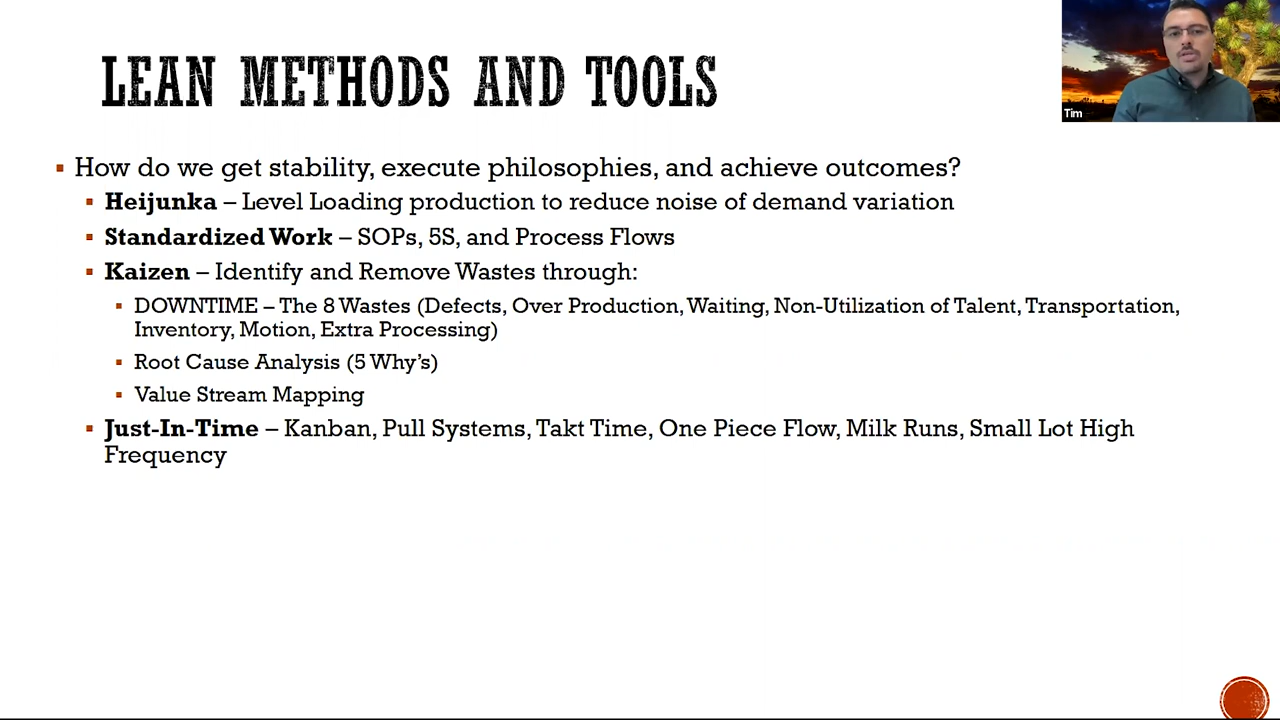 LEAN METHODS AND TOOLS
Tim
How do we get stability, execute philosophies, and achieve outcomes?
Heijunka – Level Loading production to reduce noise of demand variation
Standardized Work – SOPs, 5S, and Process Flows
Kaizen – Identify and Remove Wastes through:
DOWNTIME – The 8 Wastes (Defects, Over Production, Waiting, Non-Utilization of Talent, Transportation,
Inventory, Motion, Extra Processing)
Root Cause Analysis (5 Why's)
Value Stream Mapping
Just-In-Time – Kanban, Pull Systems, Takt Time, One Piece Flow, Milk Runs, Small Lot High
Frequency